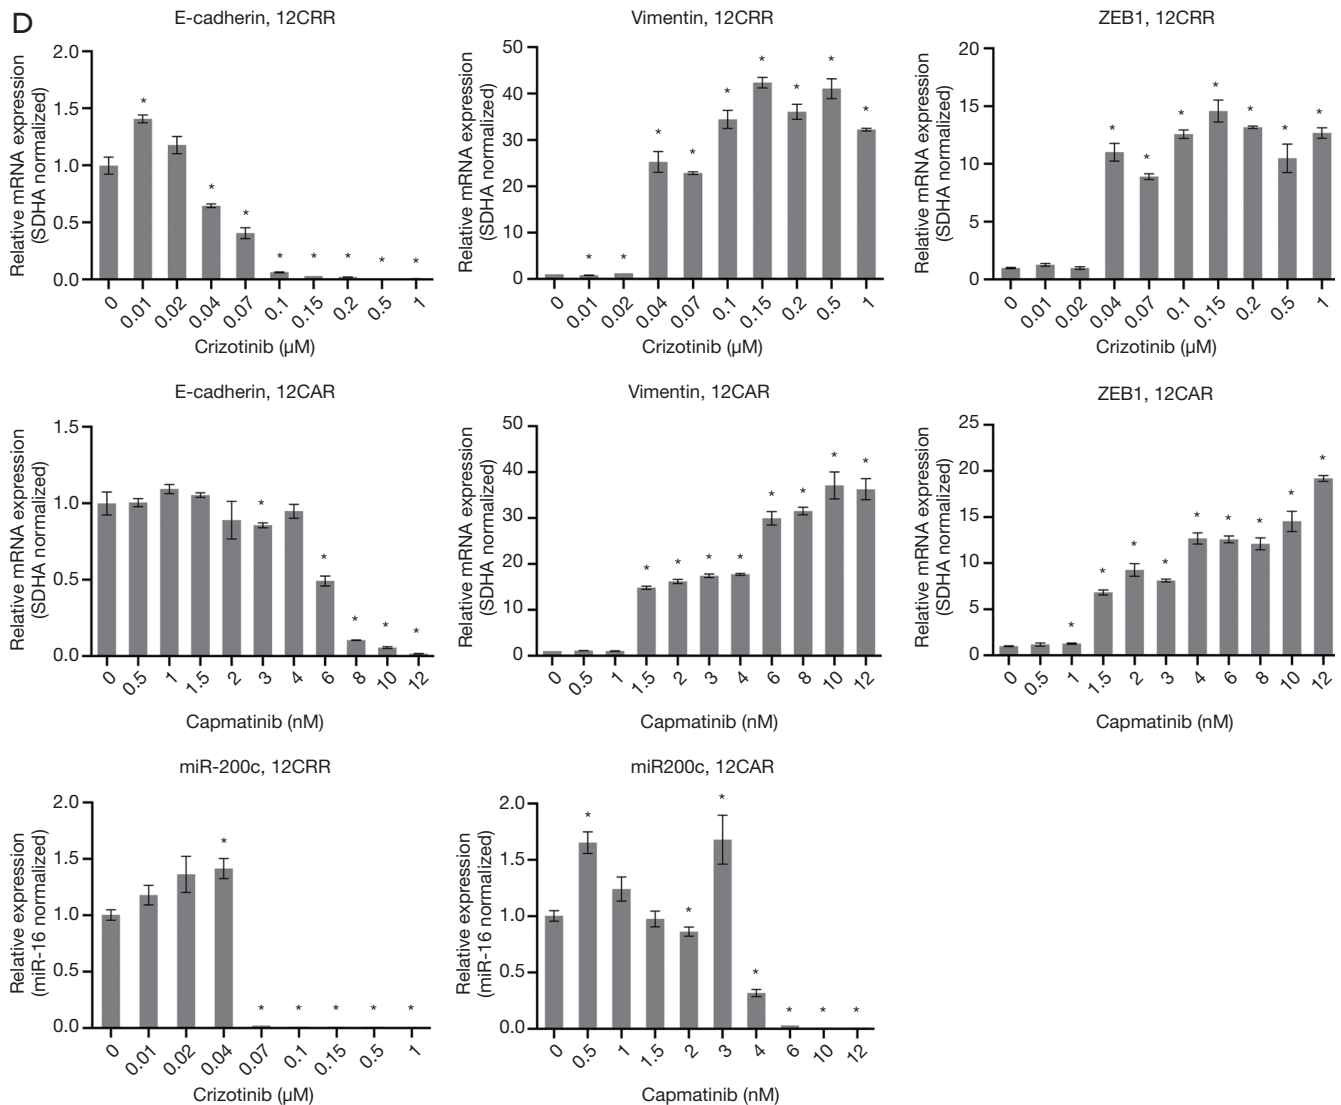 D
E-cadherin, 12CRR
Relative mRNA expression
(SDHA normalized)
2.0
1.5
1.0
0.5
0.0
* * * * * * * *
0 0.01 0.02 0.04 0.07 0.1 0.15 0.2 0.5 1
Crizotinib (µM)
Vimentin, 12CRR
Relative mRNA expression
(SDHA normalized)
50
40
30
20
10
0
* * * * * * * * *
0 0.01 0.02 0.04 0.07 0.1 0.15 0.2 0.5 1
Crizotinib (µM)
ZEB1, 12CRR
Relative mRNA expression
(SDHA normalized)
20
15
10
5
0
* * * * * * *
0 0.01 0.02 0.04 0.07 0.1 0.15 0.2 0.5 1
Crizotinib (µM)
E-cadherin, 12CAR
Relative mRNA expression
(SDHA normalized)
1.5
1.0
0.5
0.0
* * * * *
0 0.5 1 1.5 2 3 4 6 8 10 12
Capmatinib (nM)
Vimentin, 12CAR
Relative mRNA expression
(SDHA normalized)
50
40
30
20
10
0
* * * * * * * *
0 0.5 1 1.5 2 3 4 6 8 10 12
Capmatinib (nM)
ZEB1, 12CAR
Relative mRNA expression
(SDHA normalized)
25
20
15
10
5
0
* * * * * * * * *
0 0.5 1 1.5 2 3 4 6 8 10 12
Capmatinib (nM)
miR-200c, 12CRR
Relative expression
(miR-16 normalized)
2.0
1.5
1.0
0.5
0.0
* * * * * *
0 0.01 0.02 0.04 0.07 0.1 0.15 0.5 1
Crizotinib (µM)
miR200c, 12CAR
Relative expression
(miR-16 normalized)
2.0
1.5
1.0
0.5
0.0
* * * * * * *
0 0.5 1 1.5 2 3 4 6 10 12
Capmatinib (nM)